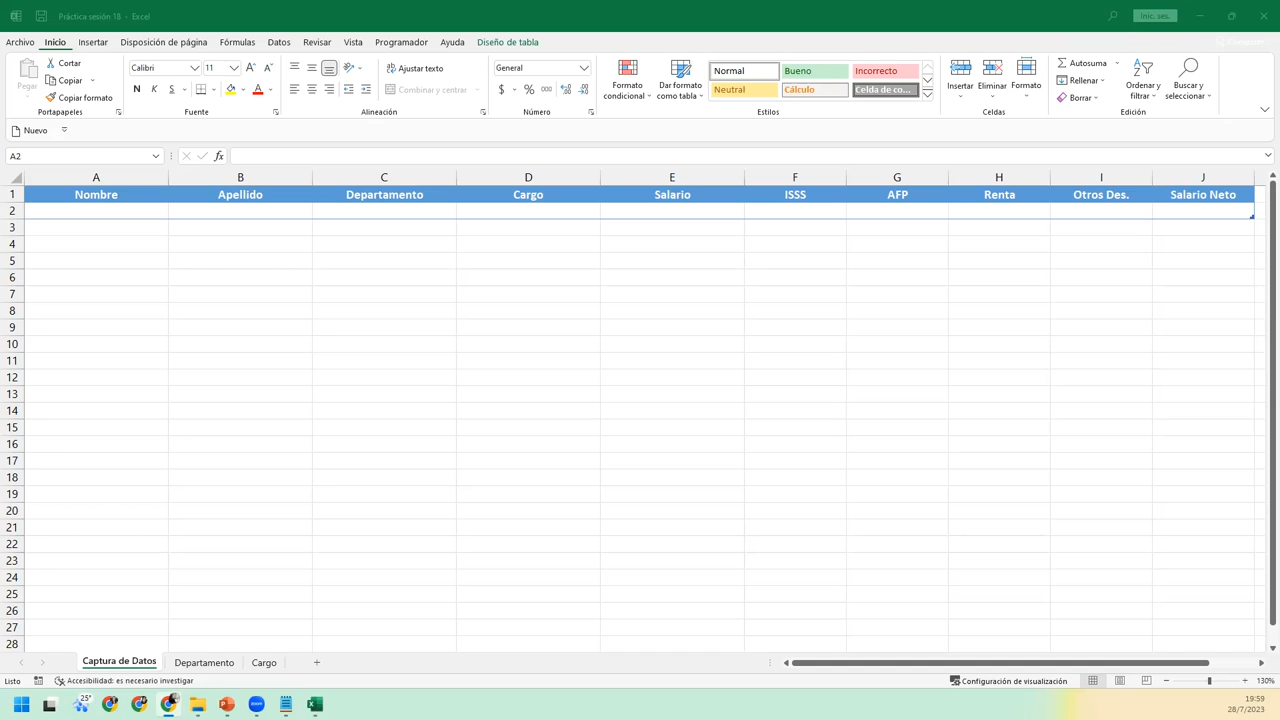 Práctica sesión 18 - Excel
Inic. ses.
Archivo Inicio Insertar Disposición de página Fórmulas Datos Revisar Vista Programador Ayuda Diseño de tabla
Pegar
Cortar
Copiar
Copiar formato
Portapapeles
Calibri 11
N K S
Fuente
Ajustar texto
Combinar y centrar
Alineación
General
$ % 000
Número
Formato condicional
Dar formato como tabla
Normal Bueno Incorrecto
Neutral Cálculo Celda de co...
Estilos
Insertar Eliminar Formato
Celdas
Autosuma
Rellenar
Borrar
Ordenar y filtrar
Buscar y seleccionar
Edición
Nuevo
A2 fx
A B C D E F G H I J
1 Nombre Apellido Departamento Cargo Salario ISSS AFP Renta Otros Des. Salario Neto
2
3
4
5
6
7
8
9
10
11
12
13
14
15
16
17
18
19
20
21
22
23
24
25
26
27
28
Captura de Datos Departamento Cargo +
Listo Accesibilidad: es necesario investigar Configuración de visualización 130%
25°
19:59
28/7/2023